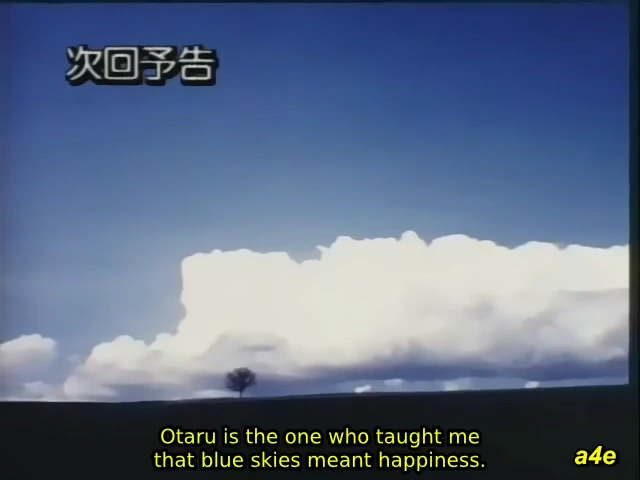 次回予告
Otaru is the one who taught me
that blue skies meant happiness.
a4e